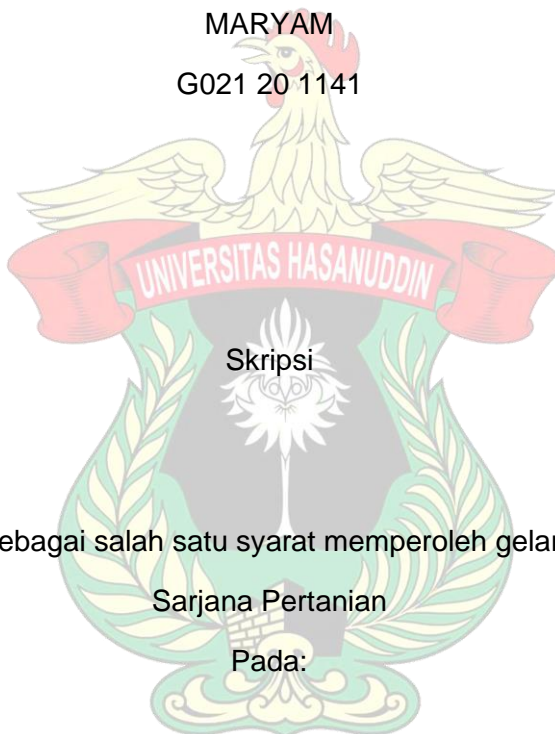 MARYAM
G021 20 1141
UNIVERSITAS HASANUDDIN
Skripsi
ebagai salah satu syarat memperoleh gelar
Sarjana Pertanian
Pada: